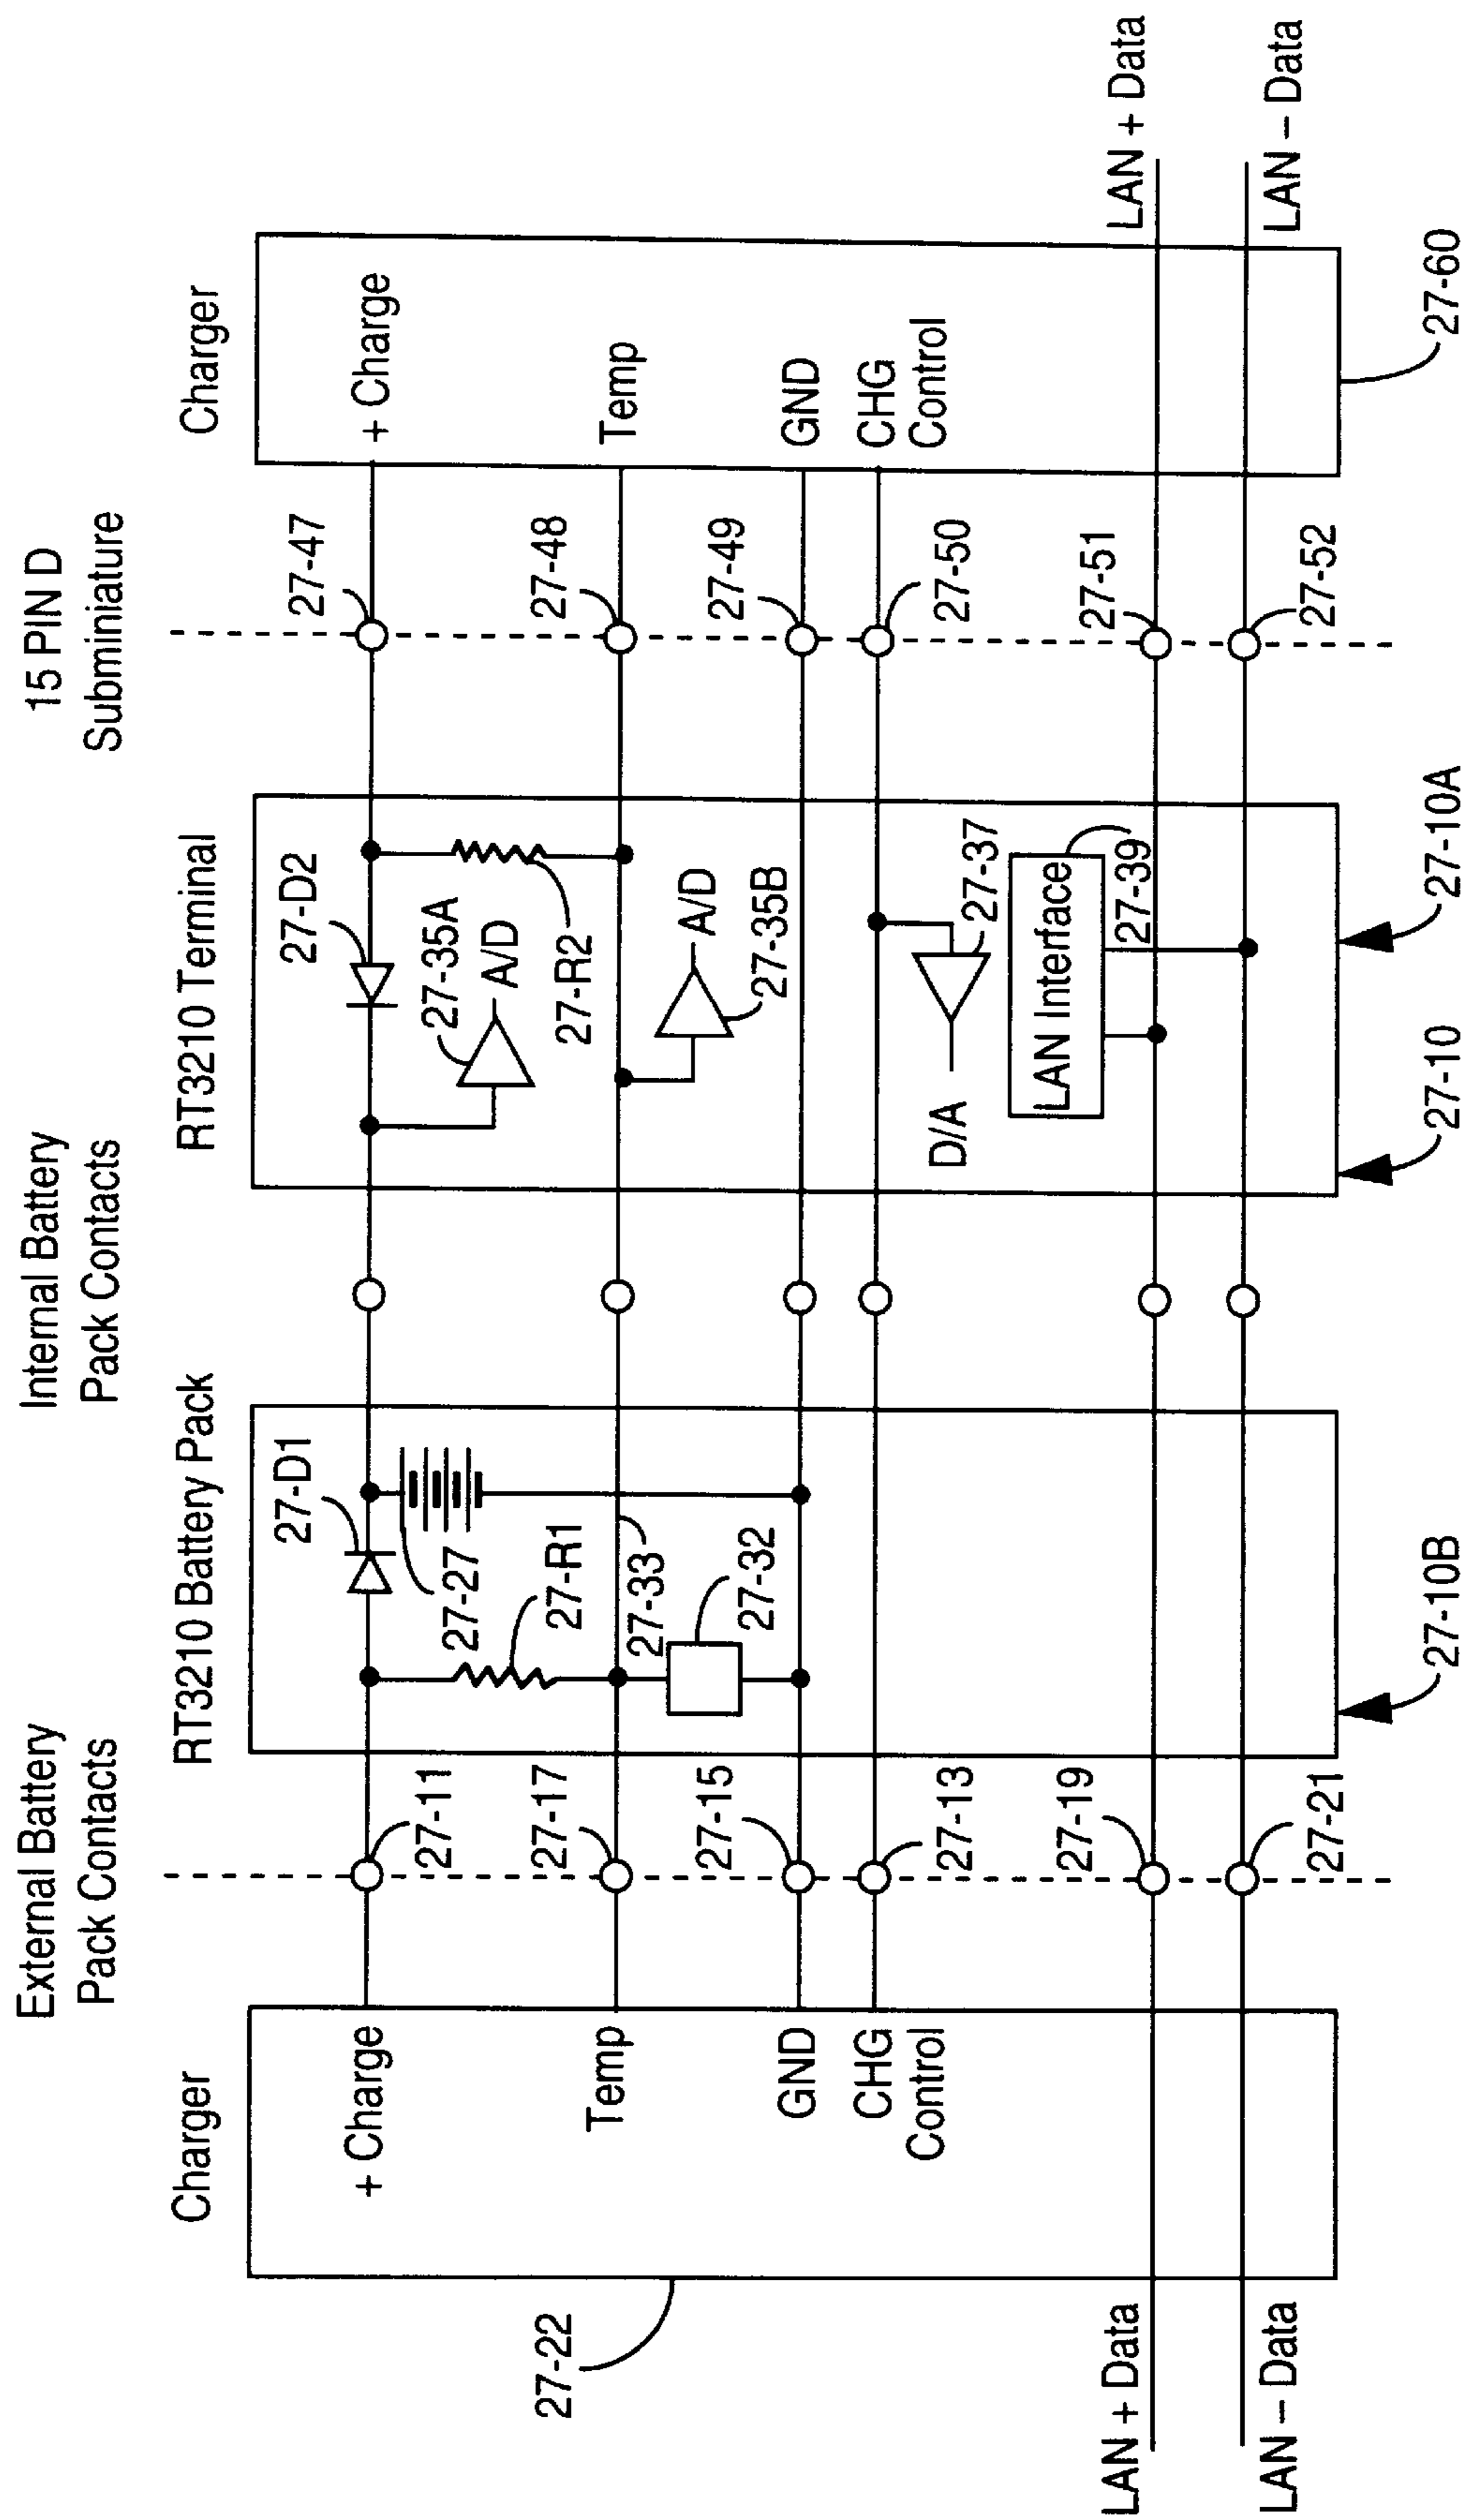 External Battery
Pack Contacts
Internal Battery
Pack Contacts
15 PIN D
Subminiature
Charger
RT3210 Battery Pack
RT3210 Terminal
Charger
+ Charge
Temp
GND
CHG
Control
27-22
LAN + Data
LAN – Data
27-11
27-17
27-15
27-13
27-19
27-21
27-D1
27-27
27-R1
27-33
27-32
27-10B
27-D2
27-35A
A/D
27-R2
A/D
27-35B
D/A
27-37
LAN Interface
27-39
27-10
27-10A
27-47
27-48
27-49
27-50
27-51
27-52
+ Charge
Temp
GND
CHG
Control
LAN + Data
LAN – Data
27-60